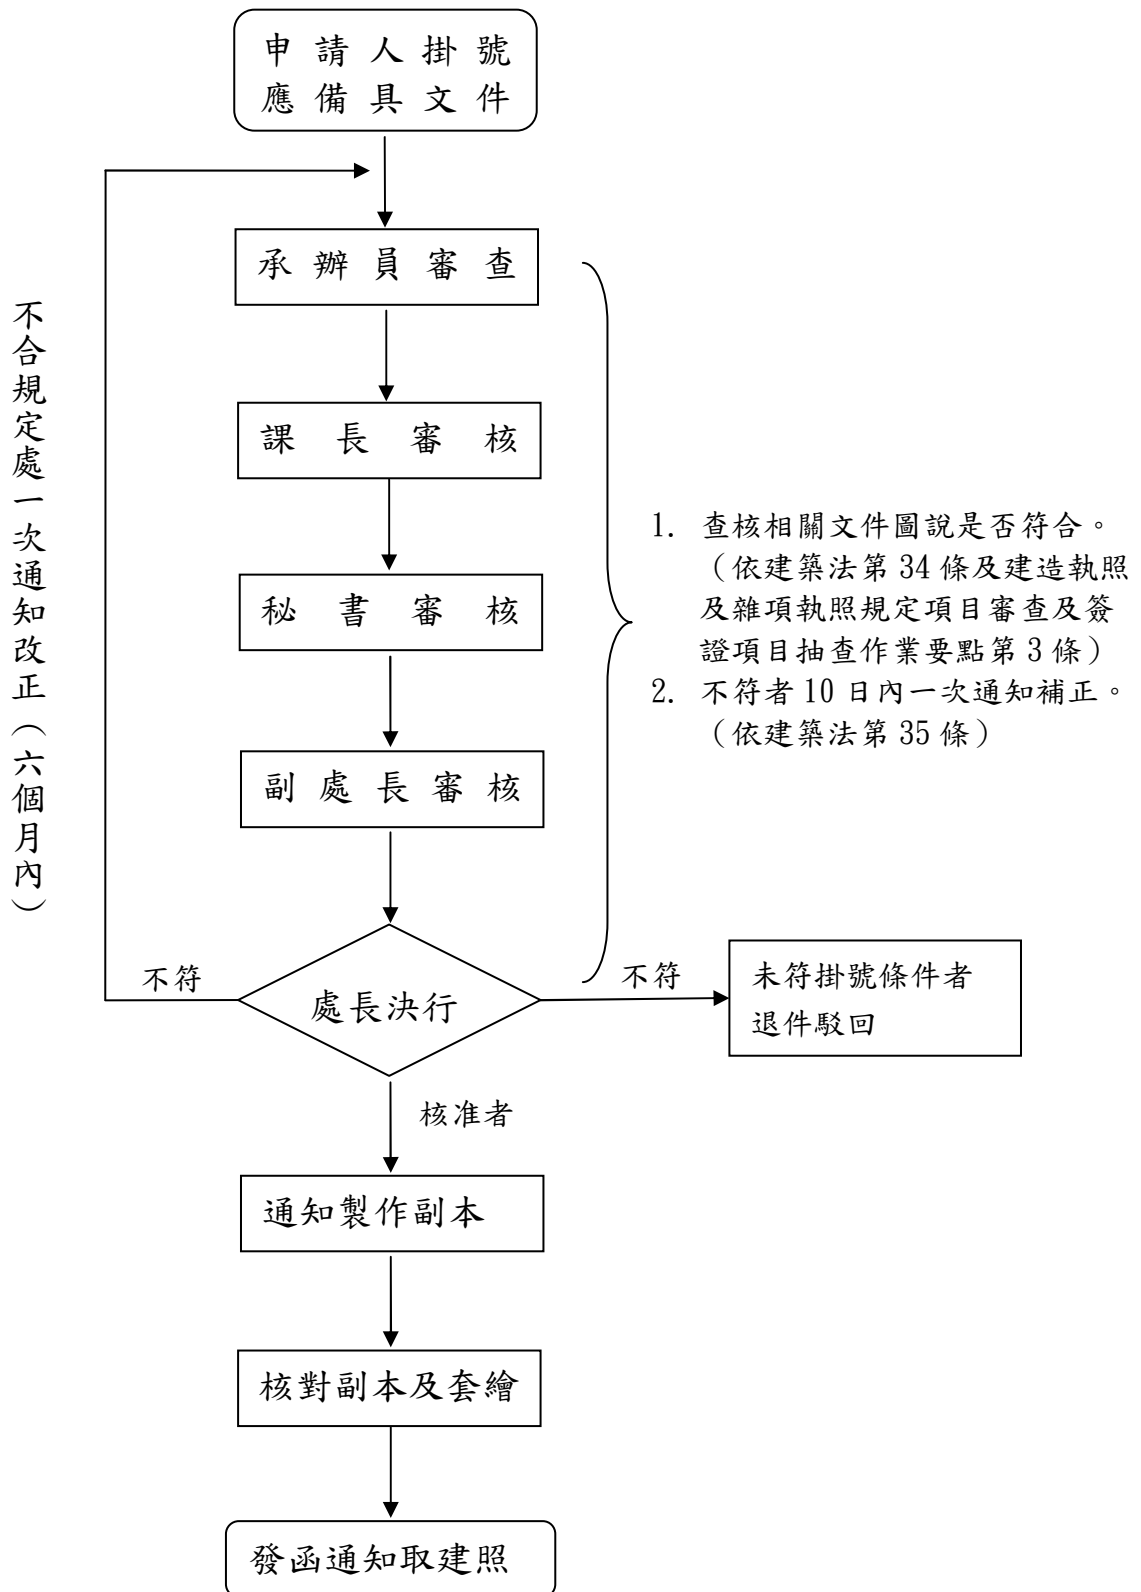 申請人掛號
應備具文件
承辦員審查
課長審核
秘書審核
副處長審核
處長決行
不符
不符
未符掛號條件者
退件駁回
核准者
通知製作副本
核對副本及套繪
發函通知取建照
不合規定處一次通知改正（六個月內）
1. 查核相關文件圖說是否符合。
（依建築法第 34 條及建造執照
及雜項執照規定項目審查及簽
證項目抽查作業要點第 3 條）
2. 不符者 10 日內一次通知補正。
（依建築法第 35 條）